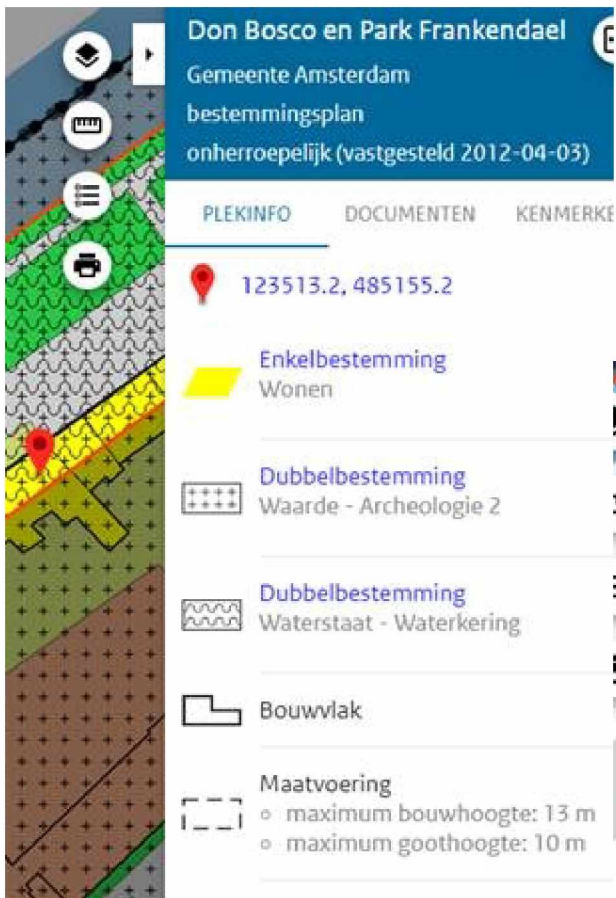 Don Bosco en Park Frankendael
Gemeente Amsterdam
bestemmingsplan
onherroepelijk (vastgesteld 2012-04-03)
PLEKINFO DOCUMENTEN KENMERKE
123513.2, 485155.2
Enkelbestemming
Wonen
Dubbelbestemming
Waarde - Archeologie 2
Dubbelbestemming
Waterstaat - Waterkering
Bouwvlak
Maatvoering
maximum bouwhoogte: 13 m
maximum goothoogte: 10 m